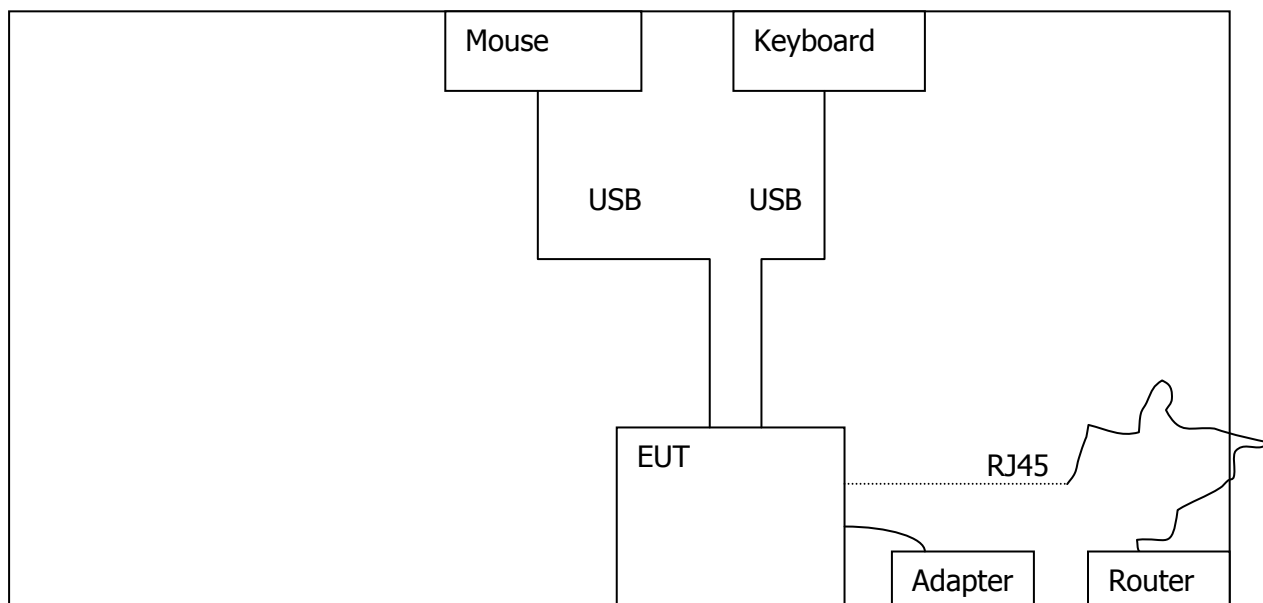 Mouse
Keyboard
USB
USB
EUT
RJ45
Adapter
Router